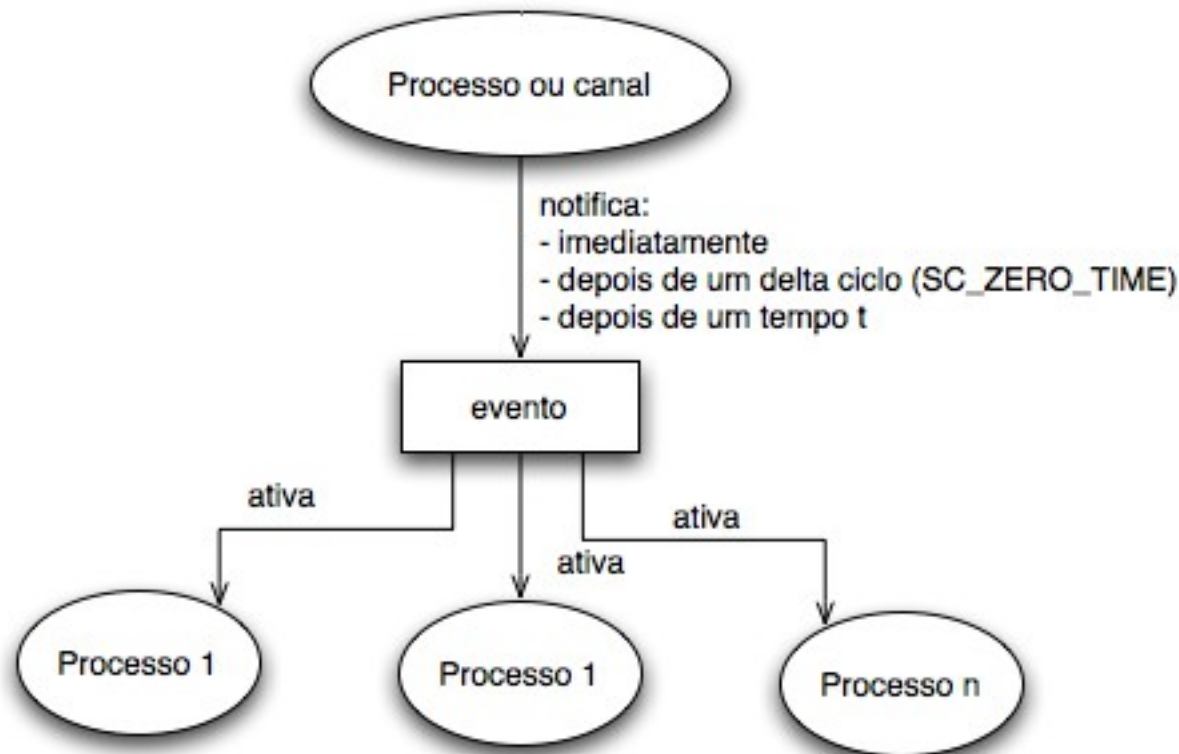 Processo ou canal
notifica:
- imediatamente
- depois de um delta ciclo (SC_ZERO_TIME)
- depois de um tempo t
evento
ativa
ativa
ativa
Processo 1
Processo 1
Processo n